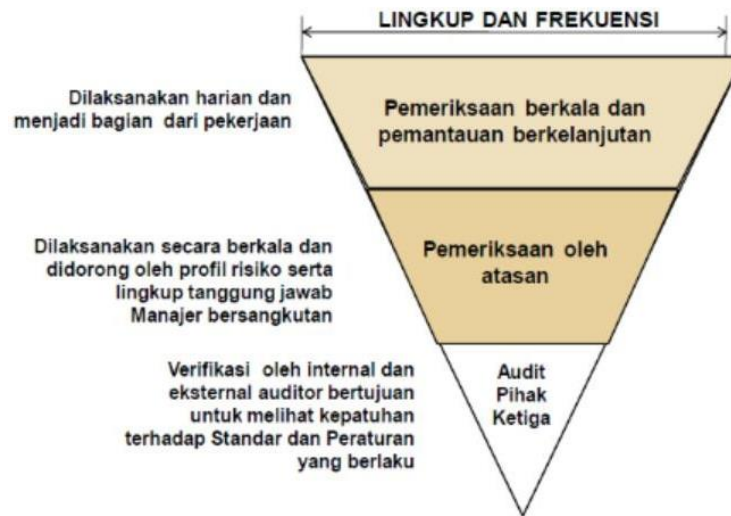 LINGKUP DAN FREKUENSI
Dilaksanakan harian dan
menjadi bagian dari pekerjaan
Pemeriksaan berkala dan
pemantauan berkelanjutan
Dilaksanakan secara berkala dan
didorong oleh profil risiko serta
lingkup tanggung jawab
Manajer bersangkutan
Pemeriksaan oleh
atasan
Verifikasi oleh internal dan
eksternal auditor bertujuan
untuk melihat kepatuhan
terhadap Standar dan Peraturan
yang berlaku
Audit
Pihak
Ketiga